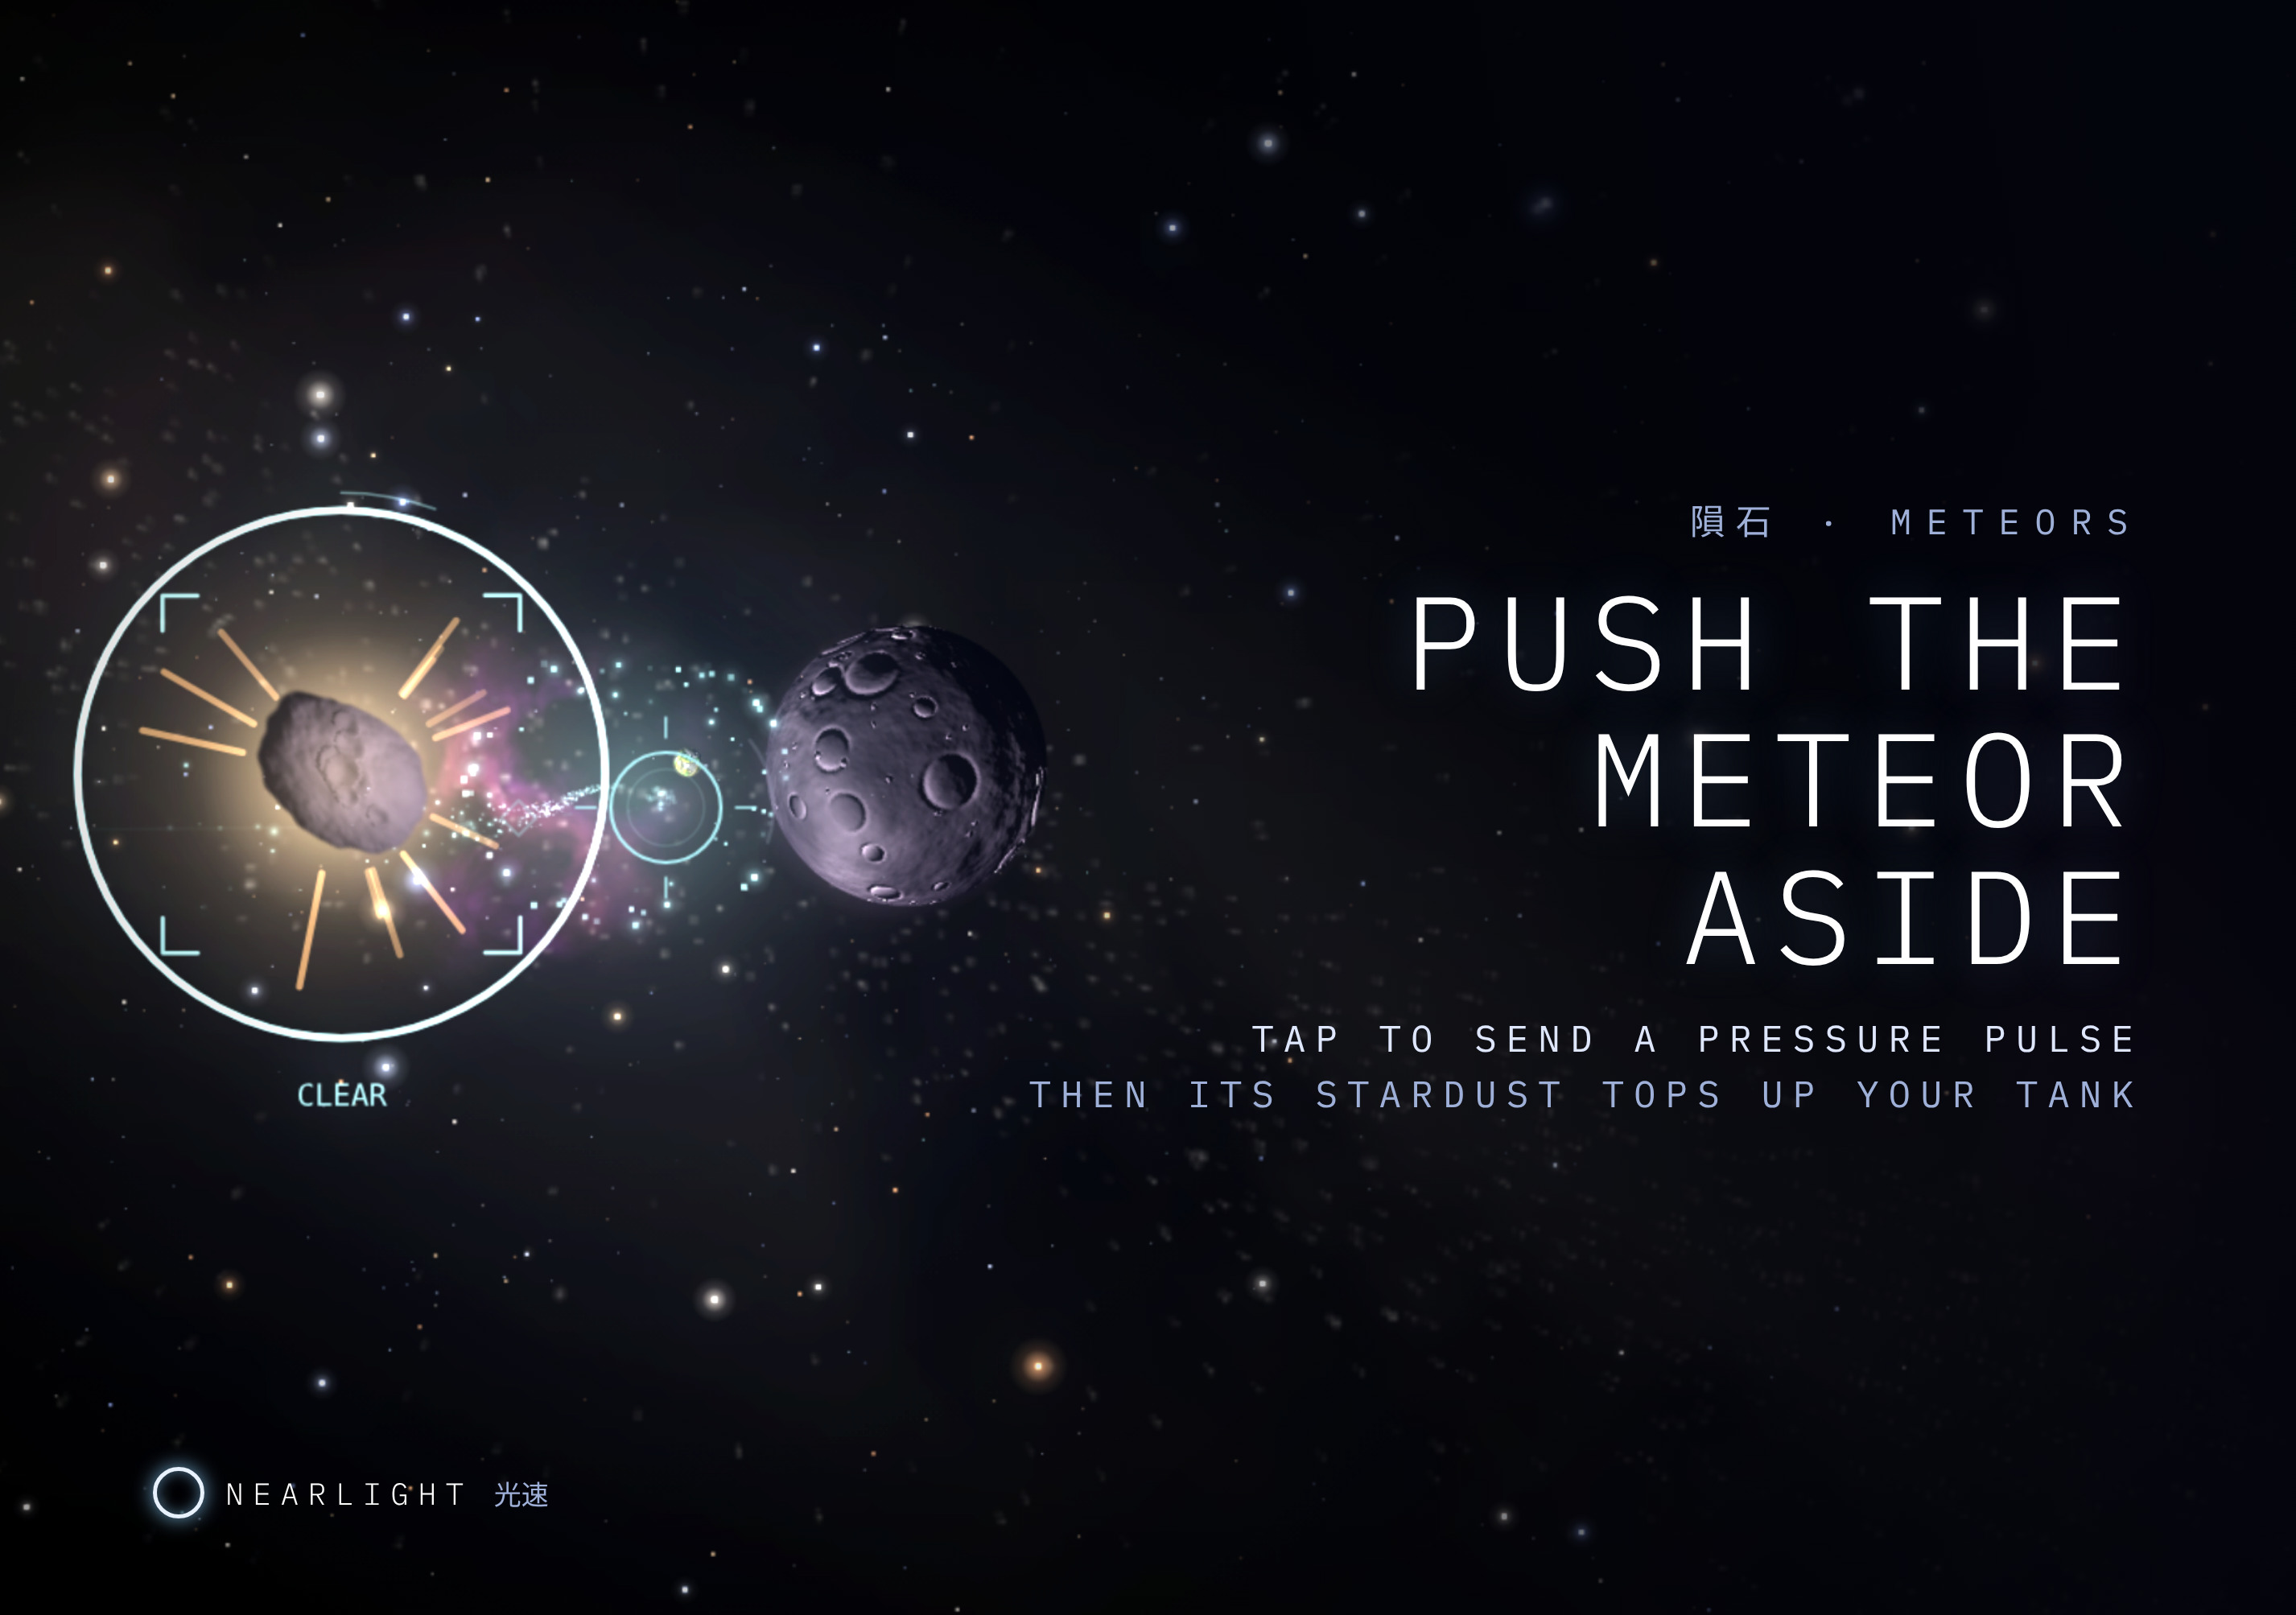 隕石 · METEORS
PUSH THE
METEOR
ASIDE
TAP TO SEND A PRESSURE PULSE
THEN ITS STARDUST TOPS UP YOUR TANK
CLEAR
NEARLIGHT 光速